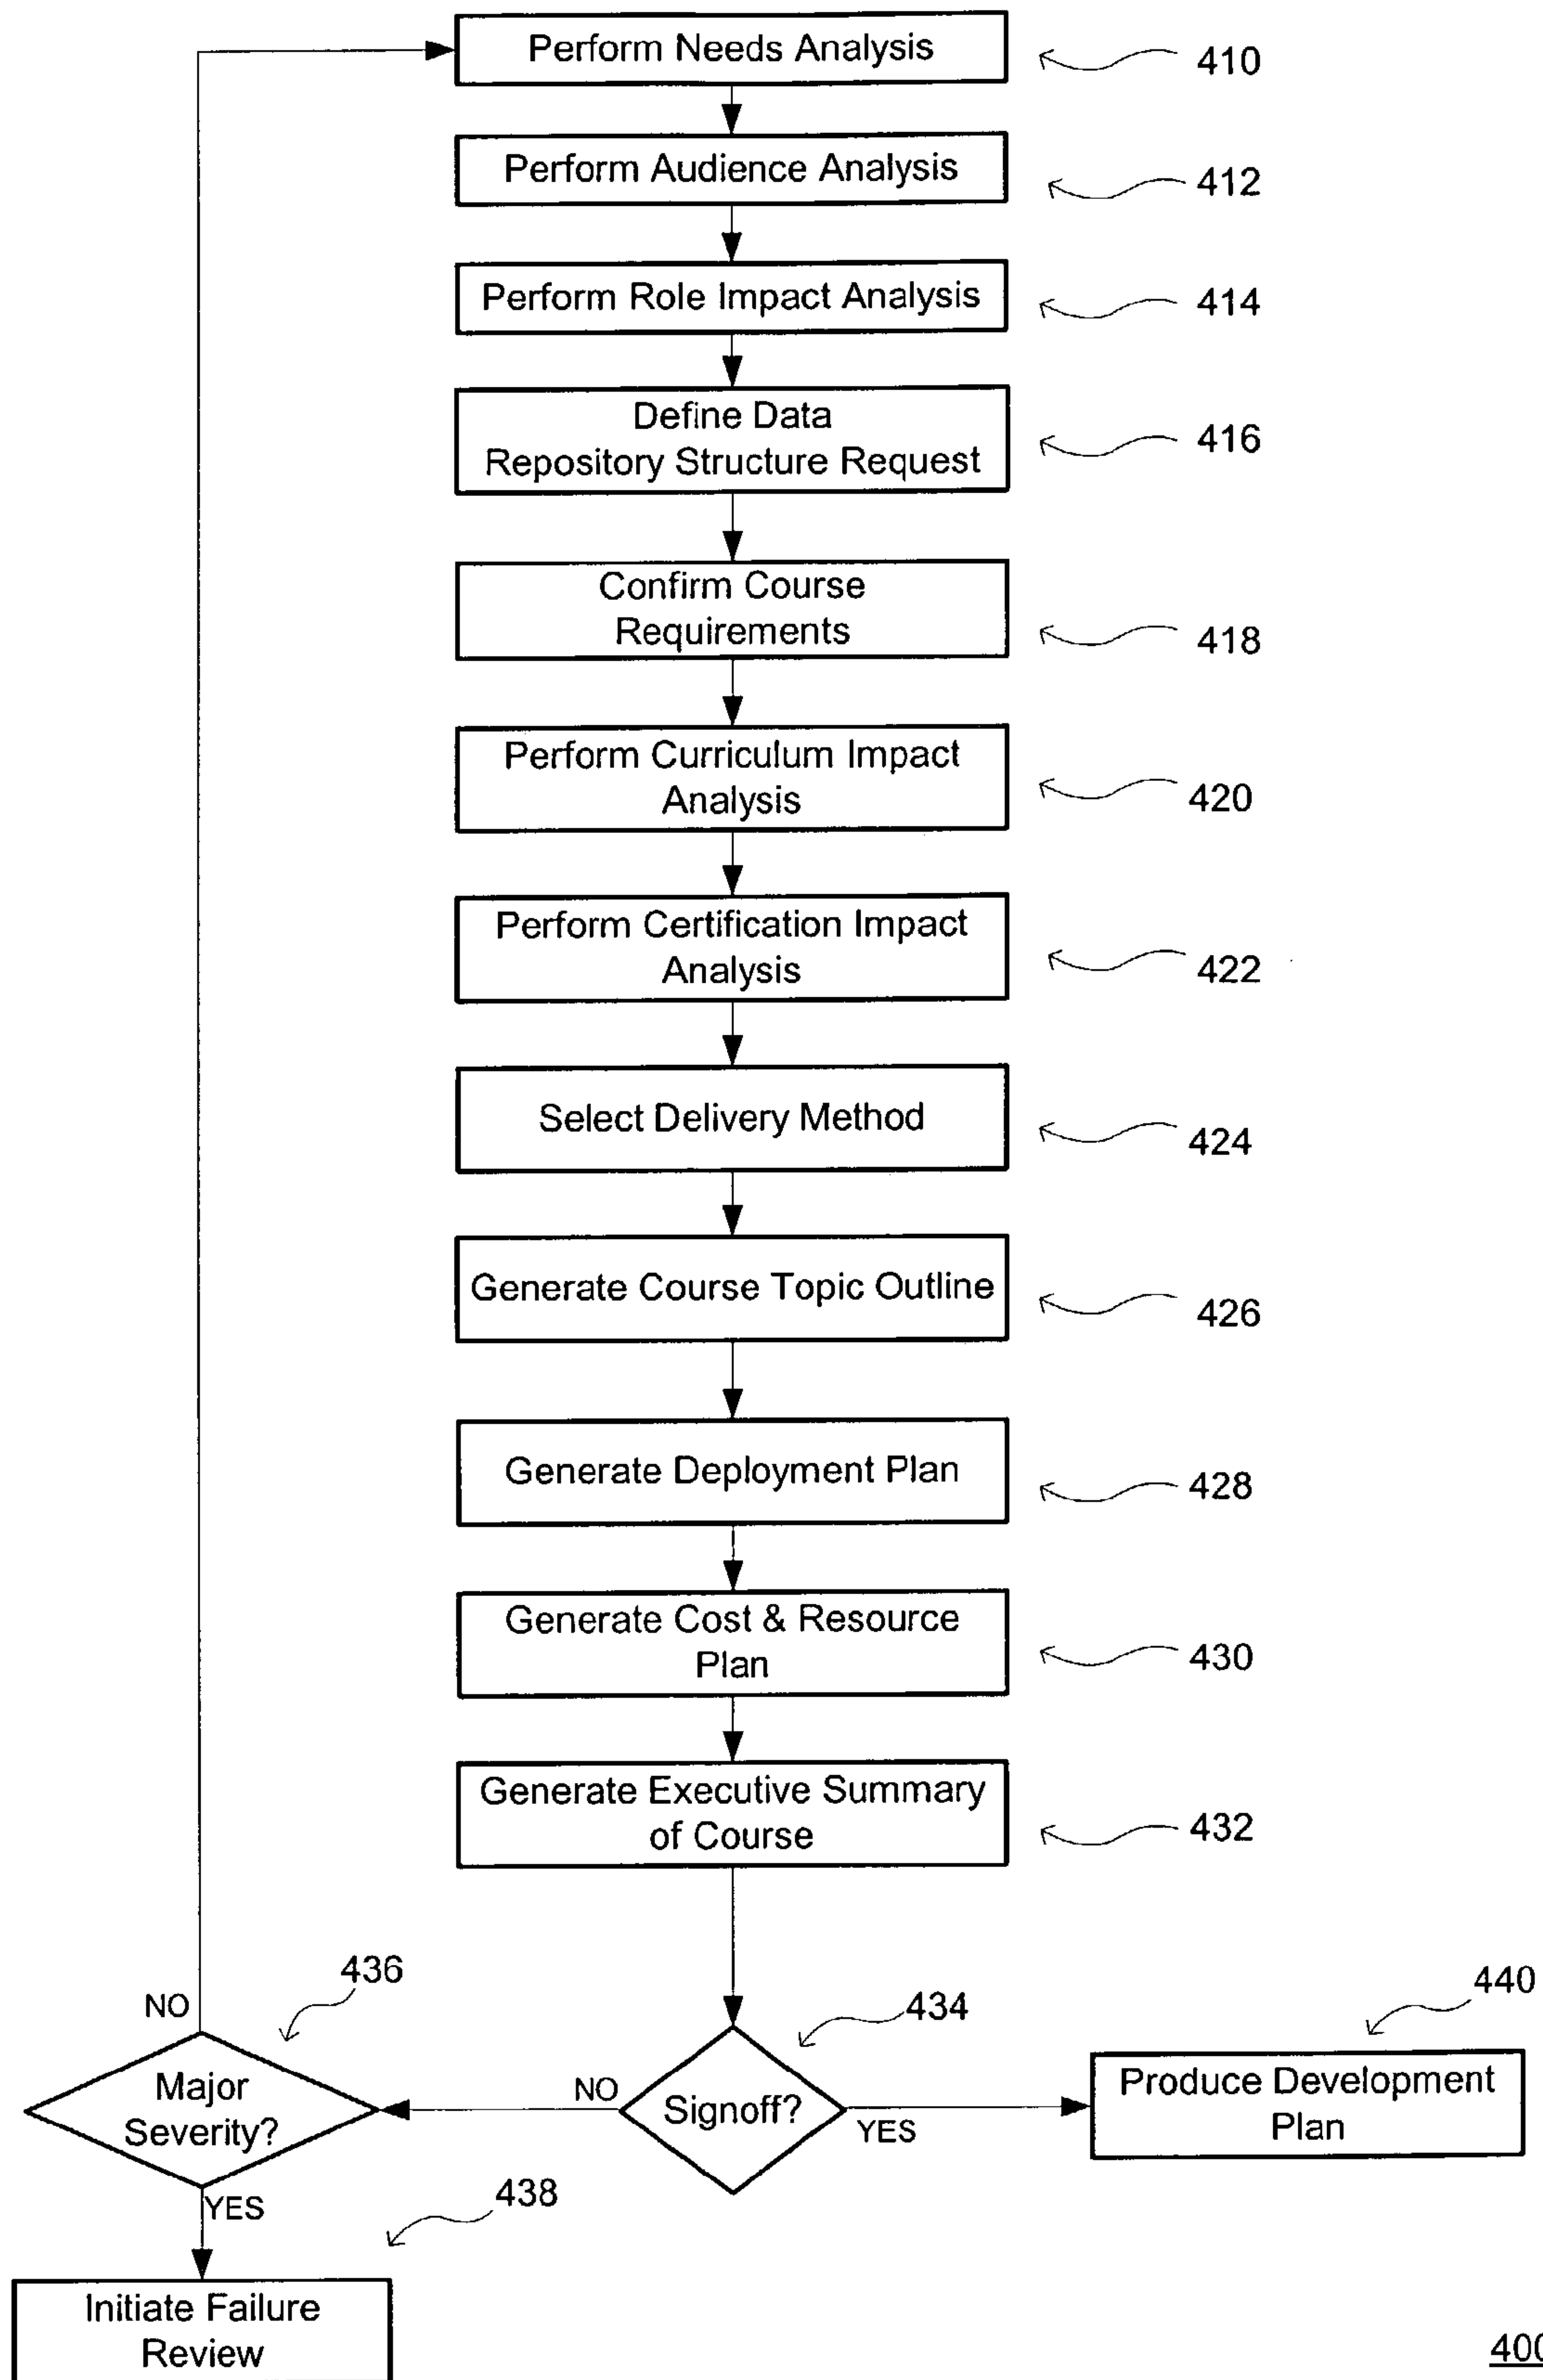 Perform Needs Analysis
410
Perform Audience Analysis
412
Perform Role Impact Analysis
414
Define Data
Repository Structure Request
416
Confirm Course
Requirements
418
Perform Curriculum Impact
Analysis
420
Perform Certification Impact
Analysis
422
Select Delivery Method
424
Generate Course Topic Outline
426
Generate Deployment Plan
428
Generate Cost & Resource
Plan
430
Generate Executive Summary
of Course
432
436
NO
Major
Severity?
YES
434
NO
Signoff?
YES
440
Produce Development
Plan
438
Initiate Failure
Review
400